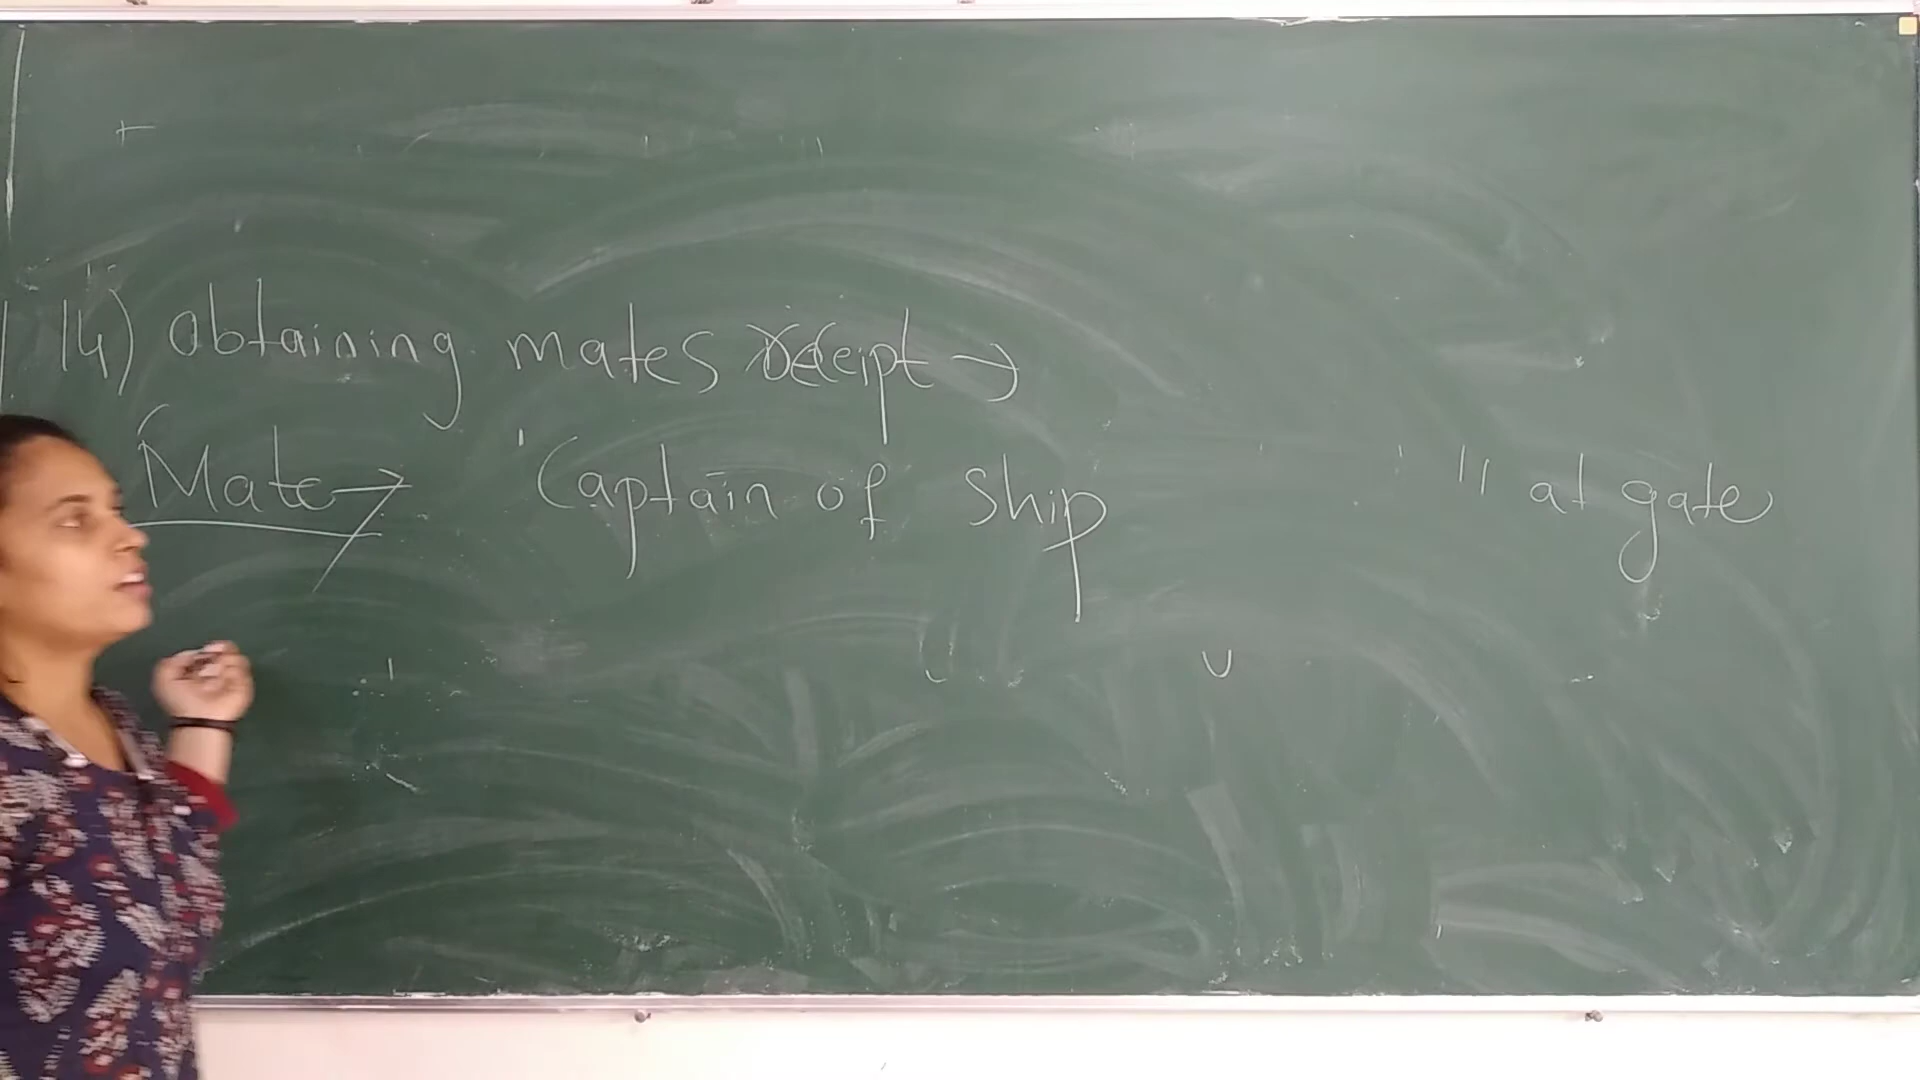 14) Obtaining mates receipt →
Mate → Captain of ship " at gate